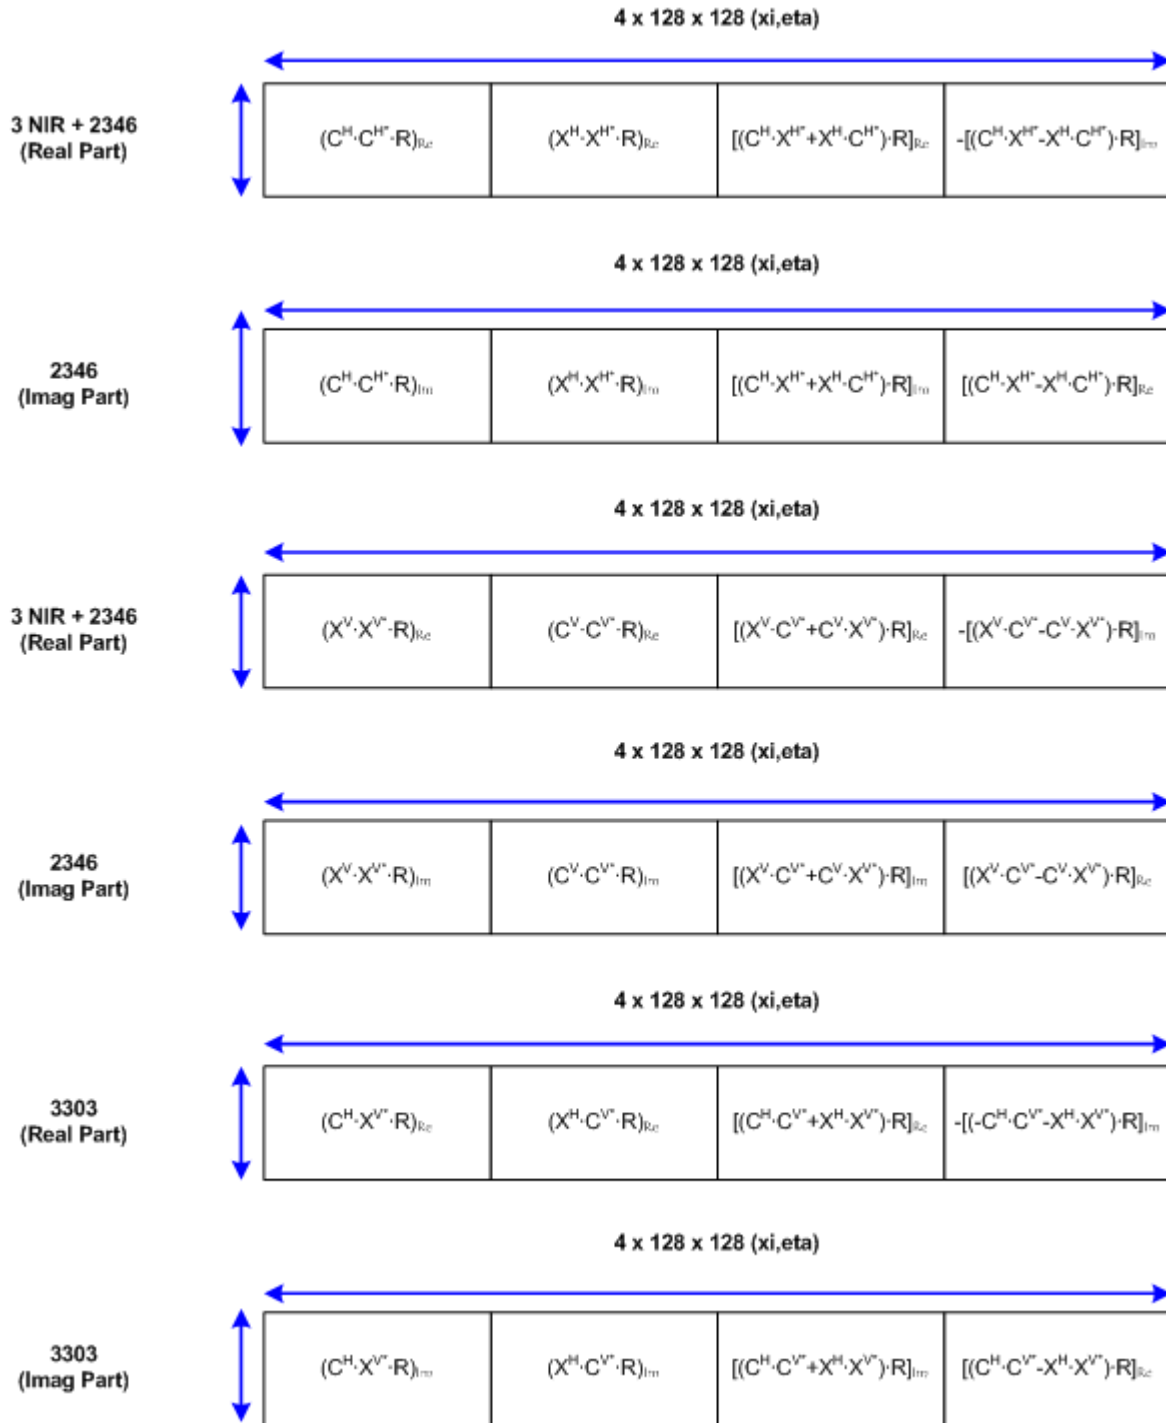 4 x 128 x 128 (xi,eta)
3 NIR + 2346
(Real Part)
(C^H·C^H*·R)Re
(X^H·X^H*·R)Re
[(C^H·X^H*+X^H·C^H*)·R]Re
-[(C^H·X^H*-X^H·C^H*)·R]Im
4 x 128 x 128 (xi,eta)
2346
(Imag Part)
(C^H·C^H*·R)Im
(X^H·X^H*·R)Im
[(C^H·X^H*+X^H·C^H*)·R]Im
[(C^H·X^H*-X^H·C^H*)·R]Re
4 x 128 x 128 (xi,eta)
3 NIR + 2346
(Real Part)
(X^V·X^V*·R)Re
(C^V·C^V*·R)Re
[(X^V·C^V*+C^V·X^V*)·R]Re
-[(X^V·C^V*-C^V·X^V*)·R]Im
4 x 128 x 128 (xi,eta)
2346
(Imag Part)
(X^V·X^V*·R)Im
(C^V·C^V*·R)Im
[(X^V·C^V*+C^V·X^V*)·R]Im
[(X^V·C^V*-C^V·X^V*)·R]Re
4 x 128 x 128 (xi,eta)
3303
(Real Part)
(C^H·X^V*·R)Re
(X^H·C^V*·R)Re
[(C^H·C^V*+X^H·X^V*)·R]Re
-[(-C^H·C^V*-X^H·X^V*)·R]Im
4 x 128 x 128 (xi,eta)
3303
(Imag Part)
(C^H·X^V*·R)Im
(X^H·C^V*·R)Im
[(C^H·C^V*+X^H·X^V*)·R]Im
[(C^H·C^V*-X^H·X^V*)·R]Re